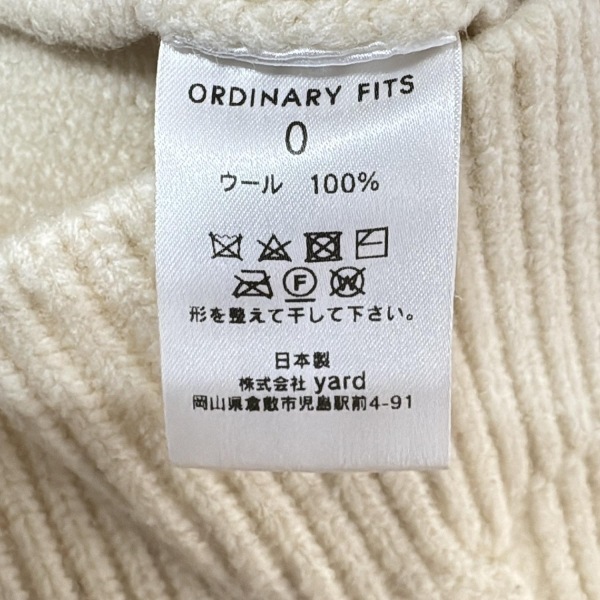 ORDINARY FITS
0
ウール 100%
F W
形を整えて干して下さい。
日本製
株式会社 yard
岡山県倉敷市児島駅前4-91